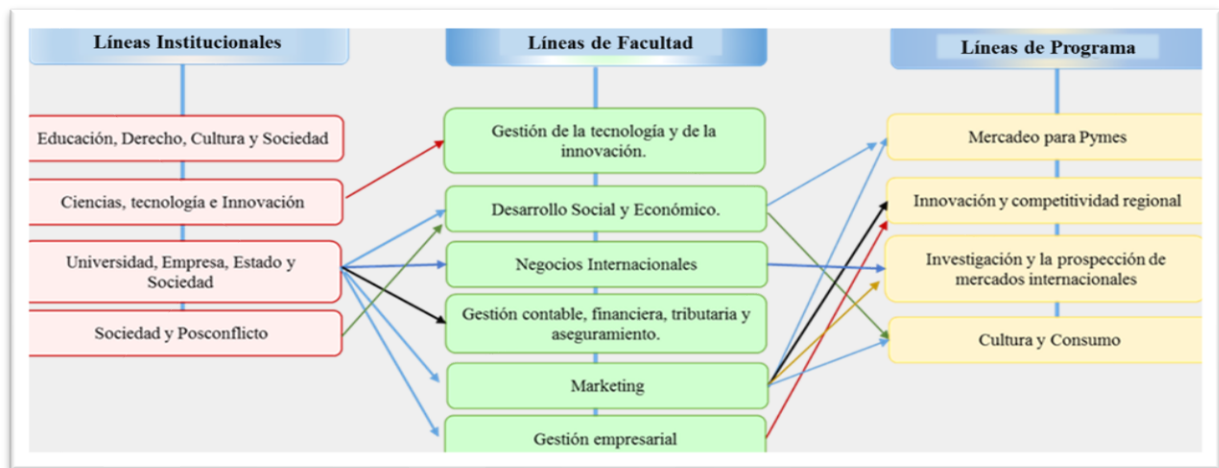 Líneas Institucionales
Líneas de Facultad
Líneas de Programa
Educación, Derecho, Cultura y Sociedad
Ciencias, tecnología e Innovación
Universidad, Empresa, Estado y
Sociedad
Sociedad y Posconflicto
Gestión de la tecnología y de la
innovación.
Desarrollo Social y Económico.
Negocios Internacionales
Gestión contable, financiera, tributaria y
aseguramiento.
Marketing
Gestión empresarial
Mercadeo para Pymes
Innovación y competitividad regional
Investigación y la prospección de
mercados internacionales
Cultura y Consumo